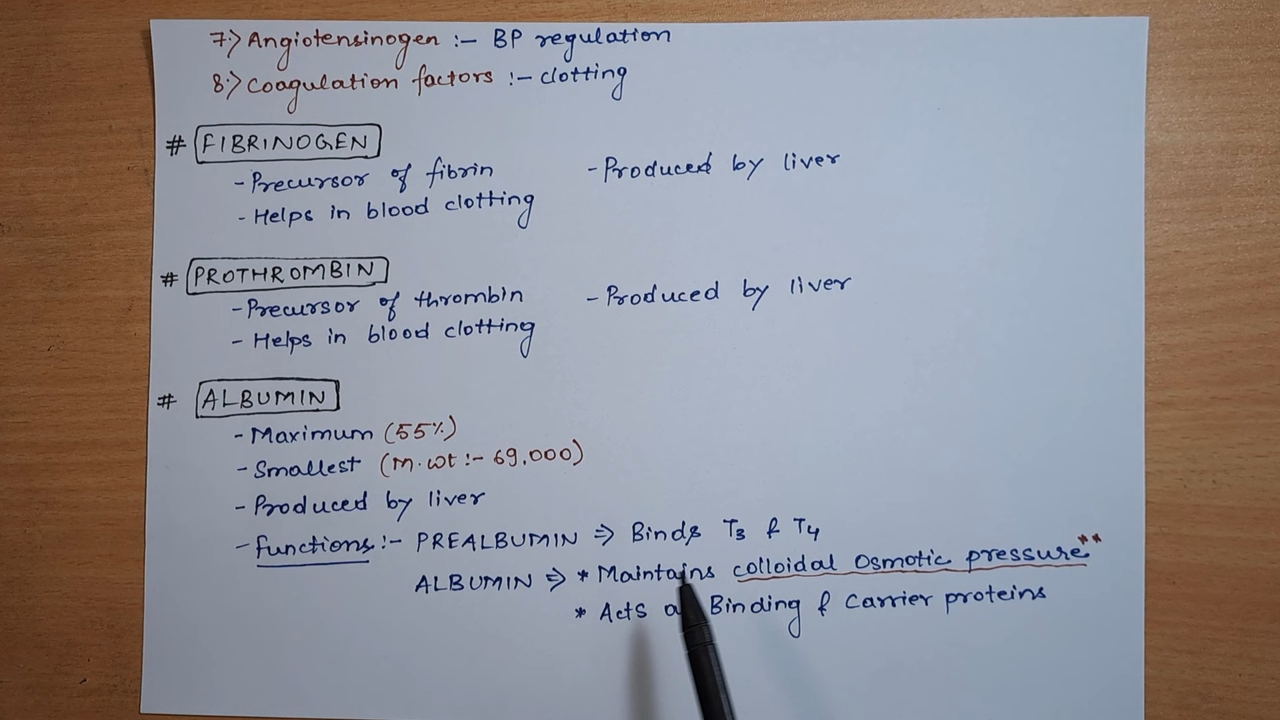 7.) Angiotensinogen :- BP regulation
8.) Coagulation factors :- clotting
# FIBRINOGEN
- Precursor of fibrin - Produced by liver
- Helps in blood clotting
# PROTHROMBIN
- Precursor of thrombin - Produced by liver
- Helps in blood clotting
# ALBUMIN
- Maximum (55%)
- Smallest (M.wt :- 69,000)
- Produced by liver
- functions :- PREALBUMIN ⇒ Binds T3 & T4
ALBUMIN ⇒ * Maintains colloidal Osmotic pressure**
* Acts Binding & Carrier proteins